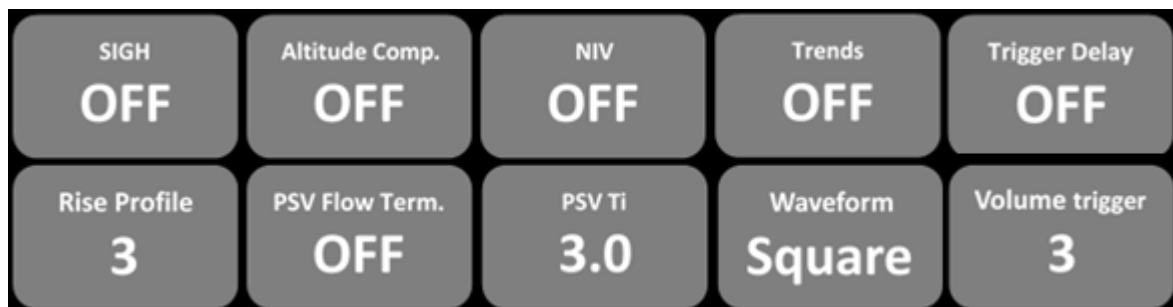 SIGH
OFF
Altitude Comp.
OFF
NIV
OFF
Trends
OFF
Trigger Delay
OFF
Rise Profile
3
PSV Flow Term.
OFF
PSV Ti
3.0
Waveform
Square
Volume trigger
3